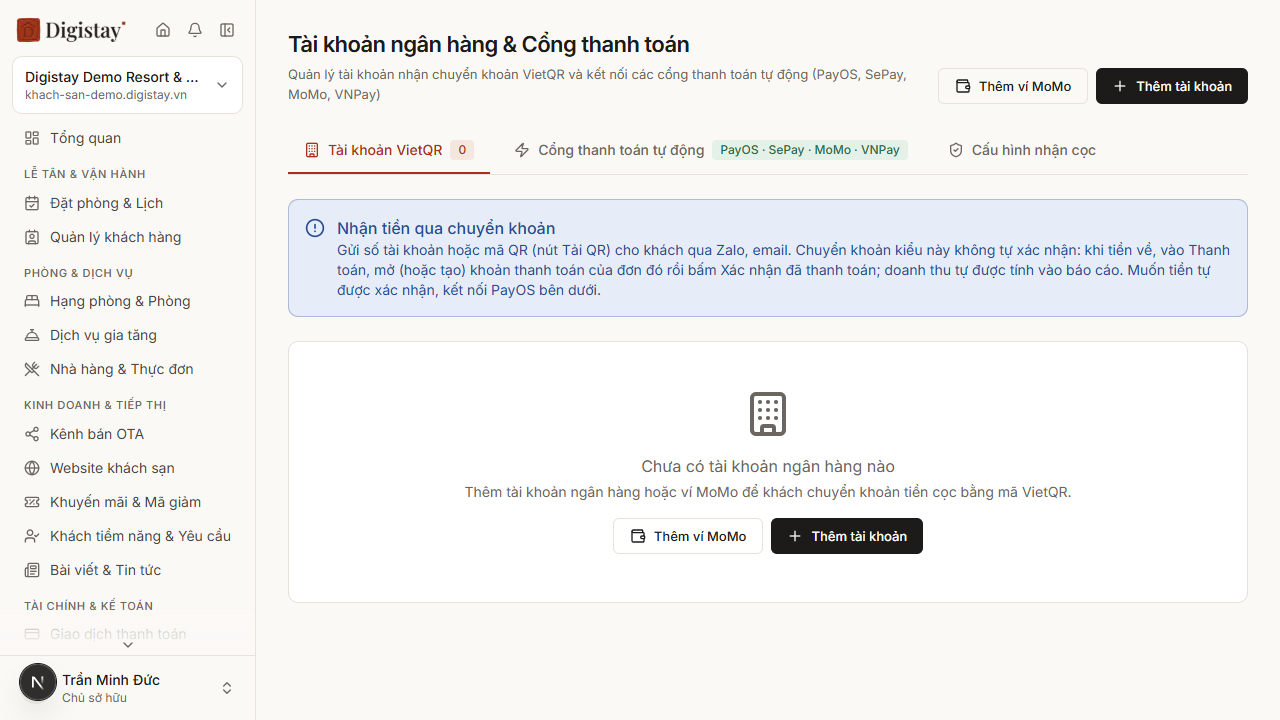 Digistay
Digistay Demo Resort & ...
khach-san-demo.digistay.vn
Tổng quan
LỄ TÂN & VẬN HÀNH
Đặt phòng & Lịch
Quản lý khách hàng
PHÒNG & DỊCH VỤ
Hạng phòng & Phòng
Dịch vụ gia tăng
Nhà hàng & Thực đơn
KINH DOANH & TIẾP THỊ
Kênh bán OTA
Website khách sạn
Khuyến mãi & Mã giảm
Khách tiềm năng & Yêu cầu
Bài viết & Tin tức
TÀI CHÍNH & KẾ TOÁN
Giao dịch thanh toán
N
Trần Minh Đức
Chủ sở hữu
Tài khoản ngân hàng & Cổng thanh toán
Quản lý tài khoản nhận chuyển khoản VietQR và kết nối các cổng thanh toán tự động (PayOS, SePay,
MoMo, VNPay)
Thêm ví MoMo
Thêm tài khoản
Tài khoản VietQR 0
Cổng thanh toán tự động PayOS · SePay · MoMo · VNPay
Cấu hình nhận cọc
Nhận tiền qua chuyển khoản
Gửi số tài khoản hoặc mã QR (nút Tải QR) cho khách qua Zalo, email. Chuyển khoản kiểu này không tự xác nhận: khi tiền về, vào Thanh
toán, mở (hoặc tạo) khoản thanh toán của đơn đó rồi bấm Xác nhận đã thanh toán; doanh thu tự được tính vào báo cáo. Muốn tiền tự
được xác nhận, kết nối PayOS bên dưới.
Chưa có tài khoản ngân hàng nào
Thêm tài khoản ngân hàng hoặc ví MoMo để khách chuyển khoản tiền cọc bằng mã VietQR.
Thêm ví MoMo
Thêm tài khoản